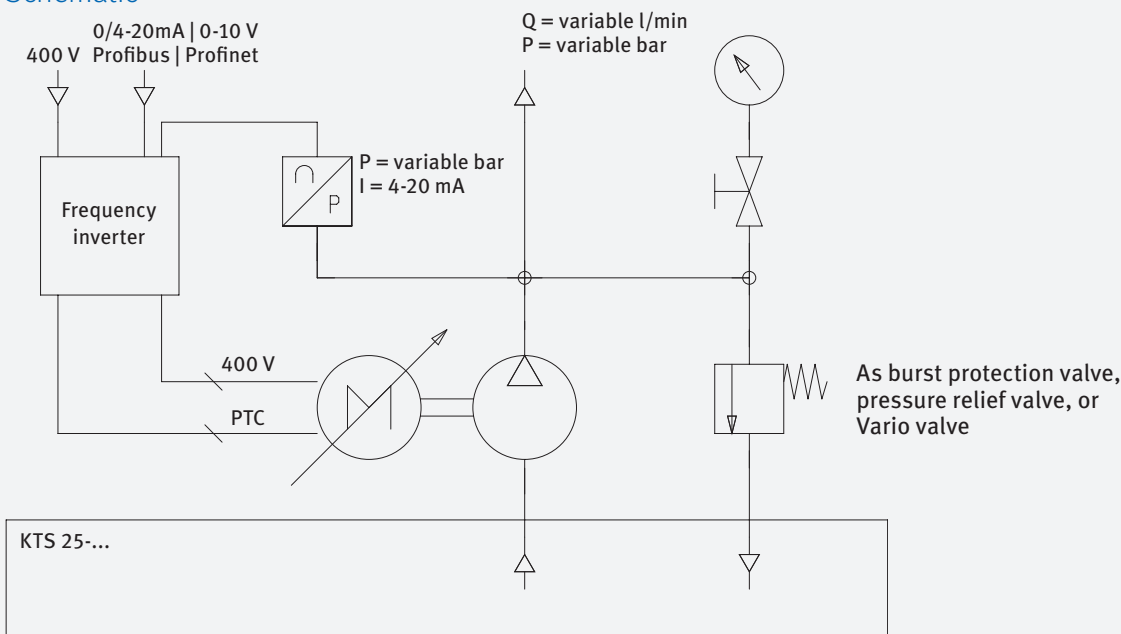 Schematic
0/4-20mA | 0-10 V
400 V Profibus | Profinet
Q = variable l/min
P = variable bar
P = variable bar
I = 4-20 mA
P
Frequency
inverter
400 V
M
PTC
As burst protection valve,
pressure relief valve, or
Vario valve
KTS 25-...